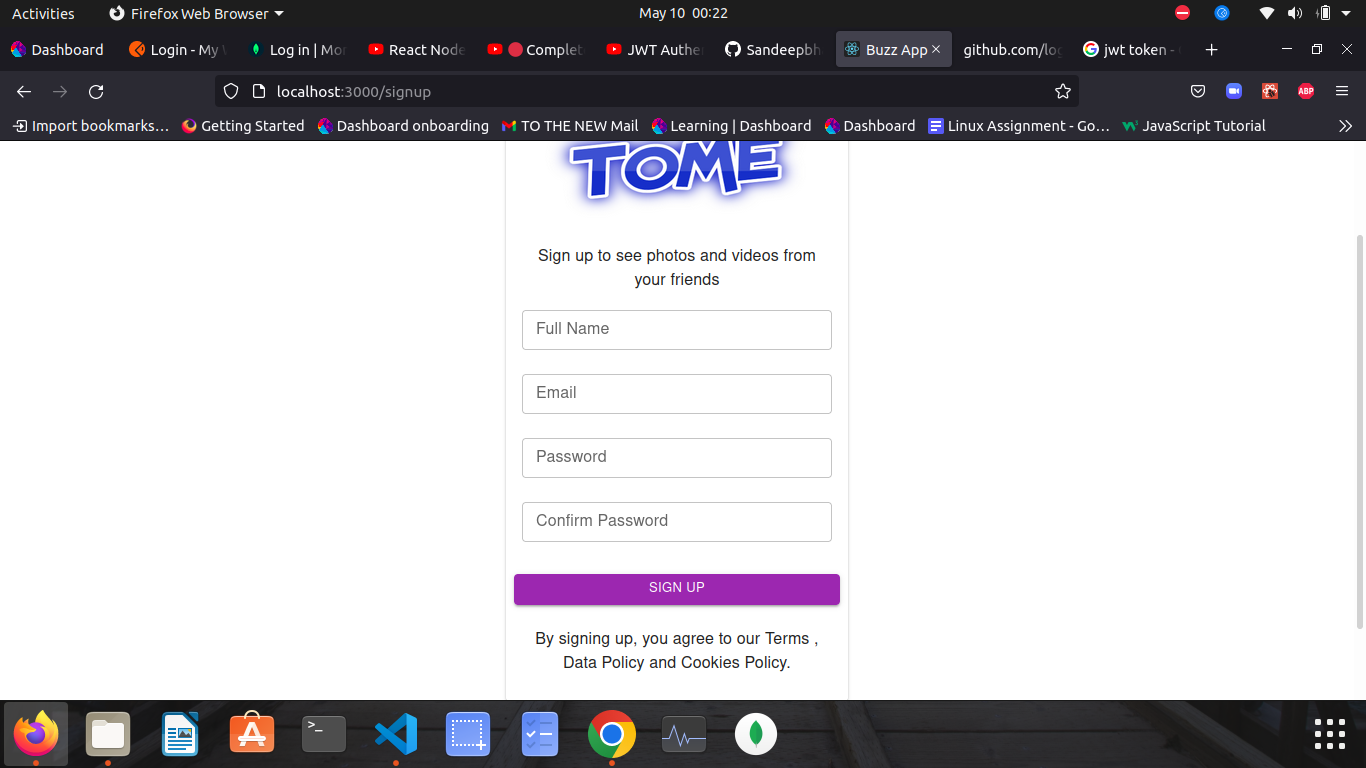 Activities
Firefox Web Browser
May 10 00:22
Dashboard
Login - My
Log in | Mon
React Node
Complet
JWT Authe
Sandeepbh
Buzz App
github.com/log
jwt token -
localhost:3000/signup
ABP
Import bookmarks…
Getting Started
Dashboard onboarding
TO THE NEW Mail
Learning | Dashboard
Dashboard
Linux Assignment - Go…
JavaScript Tutorial
TOME
Sign up to see photos and videos from
your friends
Full Name
Email
Password
Confirm Password
SIGN UP
By signing up, you agree to our Terms ,
Data Policy and Cookies Policy.